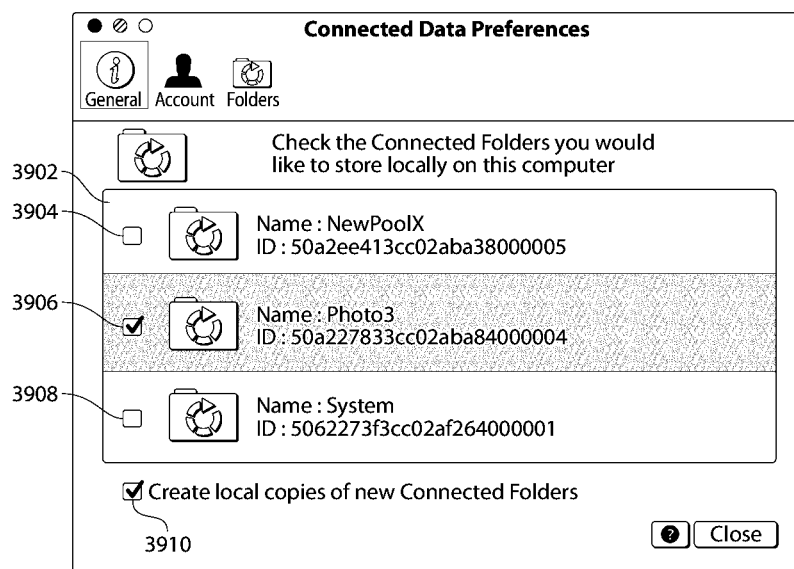 Connected Data Preferences
General Account Folders
Check the Connected Folders you would
like to store locally on this computer
3902
3904
Name : NewPoolX
ID : 50a2ee413cc02aba38000005
3906
Name : Photo3
ID : 50a227833cc02aba84000004
3908
Name : System
ID : 5062273f3cc02af264000001
Create local copies of new Connected Folders
3910
? Close